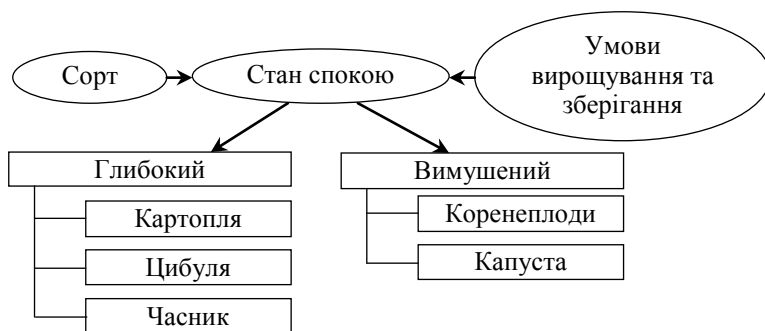 Сорт
Стан спокою
Умови
вирощування та
зберігання
Глибокий
Вимушений
Картопля
Коренеплоди
Цибуля
Капуста
Часник